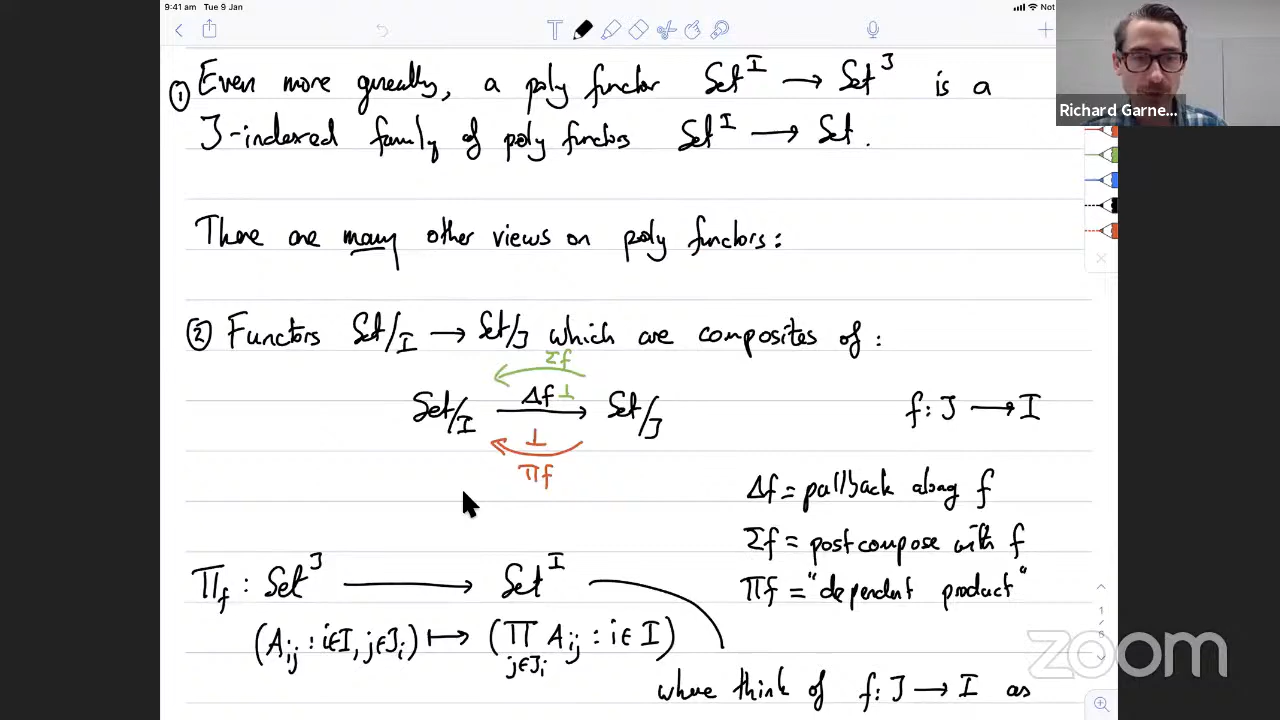 9:41 am Tue 9 Jan
Not
Richard Garne...
① Even more generally, a poly functor Set^I → Set^J is a
J-indexed family of poly functors Set^I → Set.
There are many other views on poly functors:
② Functors Set/I → Set/J which are composites of:
Σf
Set/I Δf ⊥ Set/J f: J → I
⊥
Πf
Δf = pullback along f
Σf = postcompose with f
Πf = "dependent product"
Π_f : Set^J → Set^I
(A_ij : i∈I, j∈J_i) ↦ (Π_{j∈J_i} A_ij : i ∈ I)
where think of f: J → I as
1
6
zoom